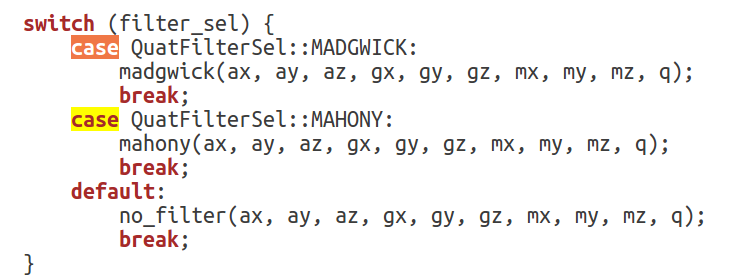 switch (filter_sel) {
    case QuatFilterSel::MADGWICK:
        madgwick(ax, ay, az, gx, gy, gz, mx, my, mz, q);
        break;
    case QuatFilterSel::MAHONY:
        mahony(ax, ay, az, gx, gy, gz, mx, my, mz, q);
        break;
    default:
        no_filter(ax, ay, az, gx, gy, gz, mx, my, mz, q);
        break;
}